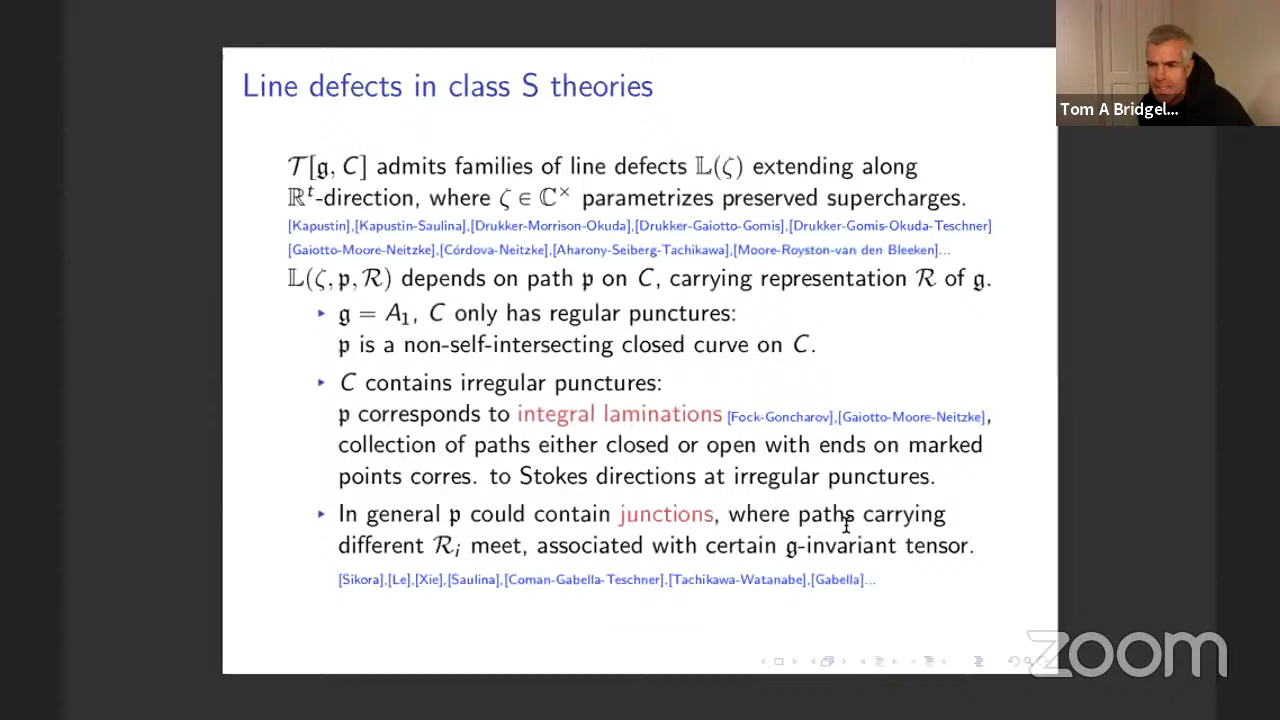 Line defects in class S theories
Tom A Bridgel...
𝒯[𝔤, C] admits families of line defects 𝕃(ζ) extending along
ℝᵗ-direction, where ζ ∈ ℂ^× parametrizes preserved supercharges.
[Kapustin],[Kapustin-Saulina],[Drukker-Morrison-Okuda],[Drukker-Gaiotto-Gomis],[Drukker-Gomis-Okuda-Teschner]
[Gaiotto-Moore-Neitzke],[Córdova-Neitzke],[Aharony-Seiberg-Tachikawa],[Moore-Royston-van den Bleeken]...
𝕃(ζ, 𝔭, ℛ) depends on path 𝔭 on C, carrying representation ℛ of 𝔤.
▸ 𝔤 = A₁, C only has regular punctures:
𝔭 is a non-self-intersecting closed curve on C.
▸ C contains irregular punctures:
𝔭 corresponds to integral laminations [Fock-Goncharov],[Gaiotto-Moore-Neitzke],
collection of paths either closed or open with ends on marked
points corres. to Stokes directions at irregular punctures.
▸ In general 𝔭 could contain junctions, where paths carrying
different ℛᵢ meet, associated with certain 𝔤-invariant tensor.
[Sikora],[Le],[Xie],[Saulina],[Coman-Gabella-Teschner],[Tachikawa-Watanabe],[Gabella]...
zoom